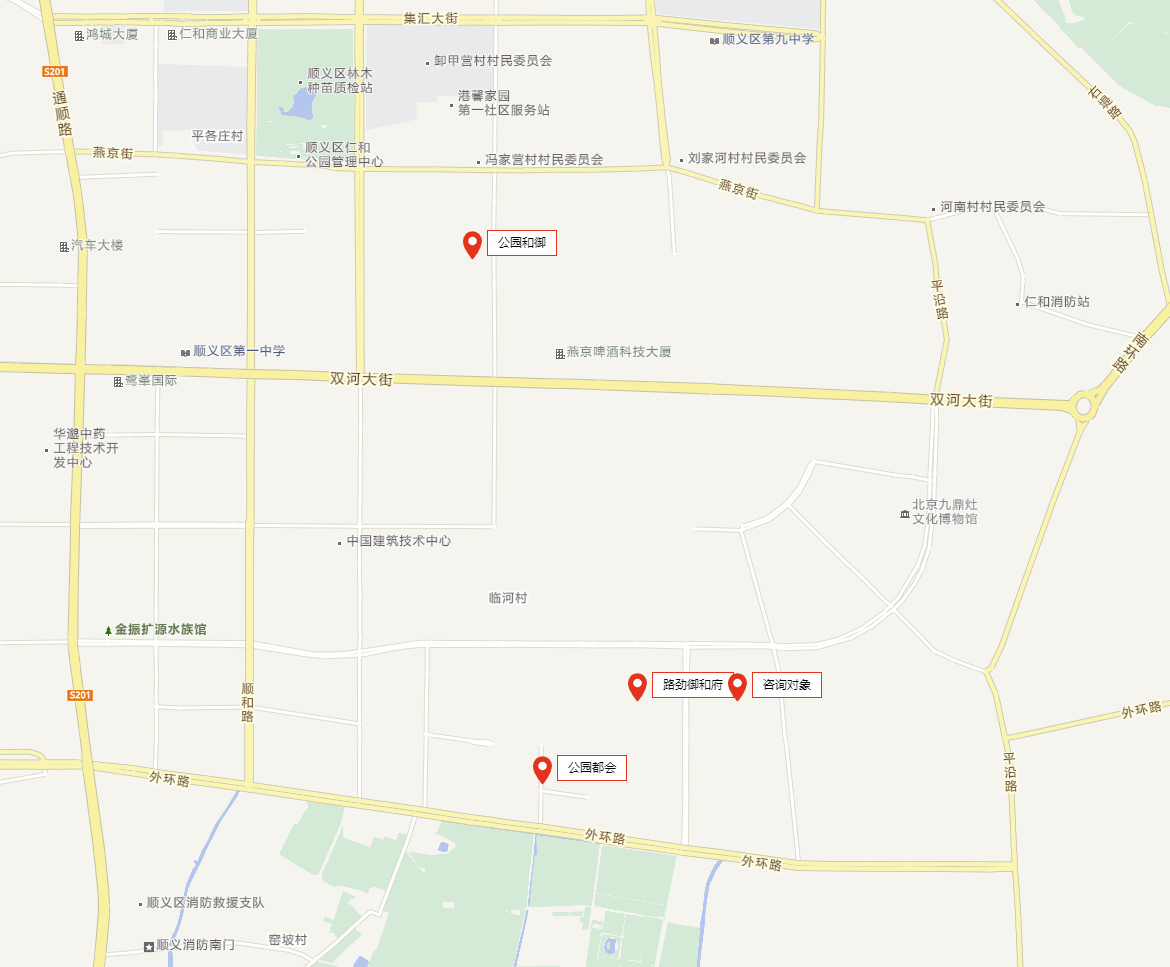 集汇大街
鸿城大厦
仁和商业大厦
顺义区第九中学
卸甲营村村民委员会
S201
顺义区林木
种苗质检站
港馨家园
第一社区服务站
通顺路
右堤路
平各庄村
燕京街
顺义区仁和
公园管理中心
冯家营村村民委员会
刘家河村村民委员会
燕京街
河南村村民委员会
公园和御
汽车大楼
平沿路
仁和消防站
顺义区第一中学
燕京啤酒科技大厦
南环路
鹭峯国际
双河大街
双河大街
华邈中药
工程技术开
发中心
北京九鼎灶
文化博物馆
中国建筑技术中心
临河村
金振扩源水族馆
S201
顺和路
路劲御和府
咨询对象
外环路
公园都会
平沿路
外环路
外环路
外环路
顺义区消防救援支队
顺义消防南门
窑坡村